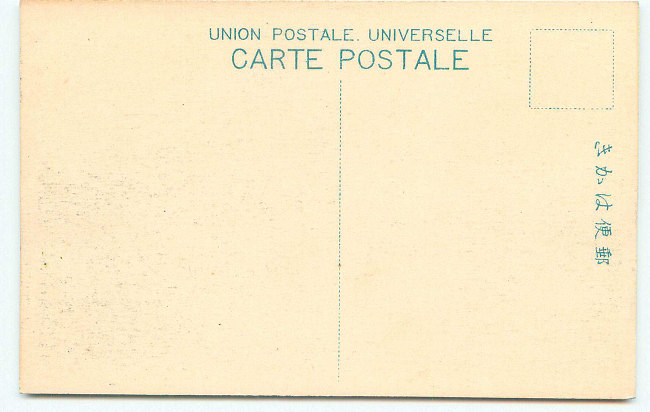 UNION POSTALE. UNIVERSELLE
CARTE POSTALE
郵便はかき